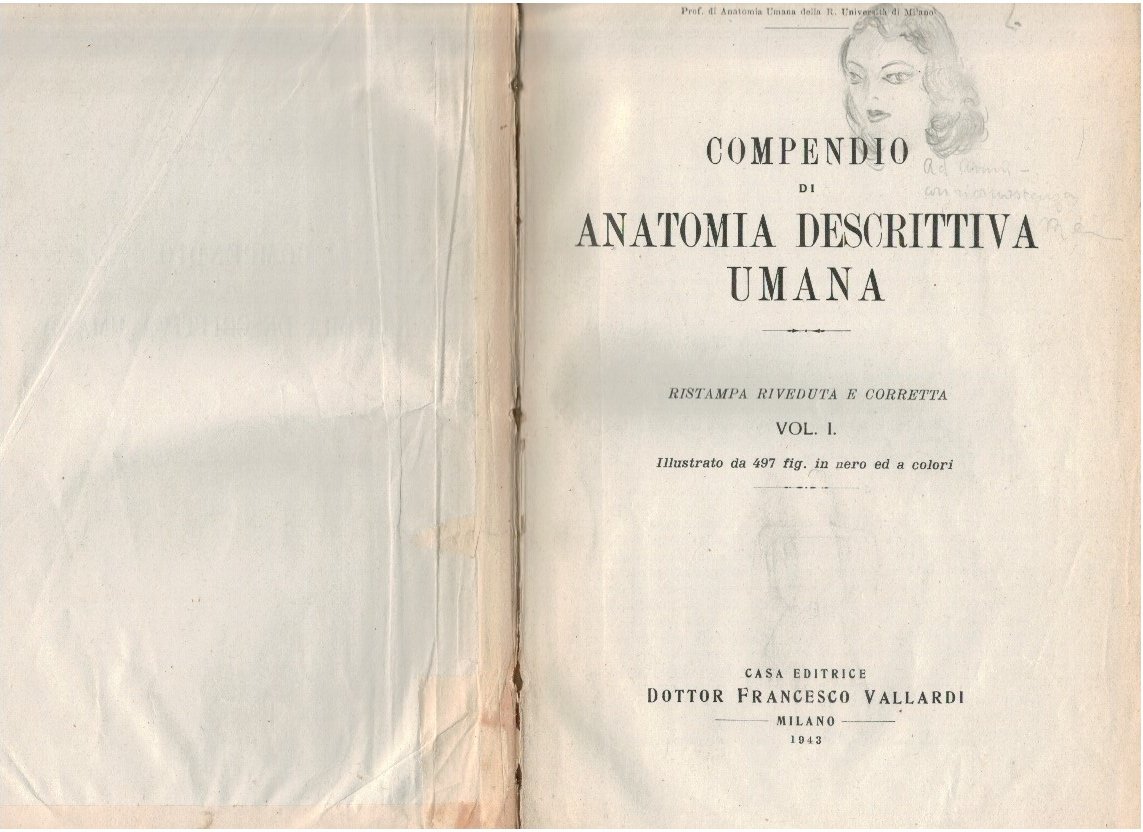 Prof. di Anatomia Umana della R. Università di Milano
COMPENDIO
DI
ANATOMIA DESCRITTIVA
UMANA
RISTAMPA RIVEDUTA E CORRETTA
VOL. I.
Illustrato da 497 fig. in nero ed a colori
CASA EDITRICE
DOTTOR FRANCESCO VALLARDI
MILANO
1943